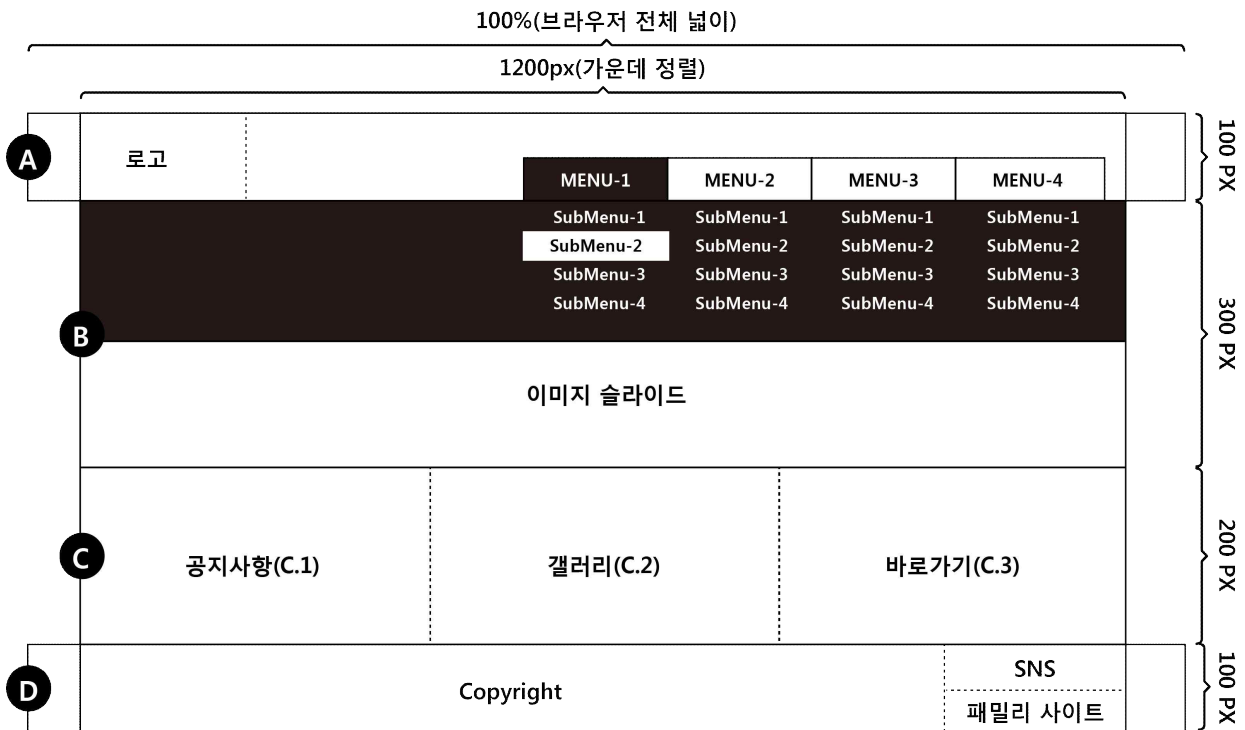 100%(브라우저 전체 넓이)
1200px(가운데 정렬)
A
로고
MENU-1 MENU-2 MENU-3 MENU-4
100 PX
SubMenu-1 SubMenu-1 SubMenu-1 SubMenu-1
SubMenu-2 SubMenu-2 SubMenu-2 SubMenu-2
SubMenu-3 SubMenu-3 SubMenu-3 SubMenu-3
SubMenu-4 SubMenu-4 SubMenu-4 SubMenu-4
B
300 PX
이미지 슬라이드
C
공지사항(C.1) 갤러리(C.2) 바로가기(C.3)
200 PX
D
Copyright
SNS
패밀리 사이트
100 PX